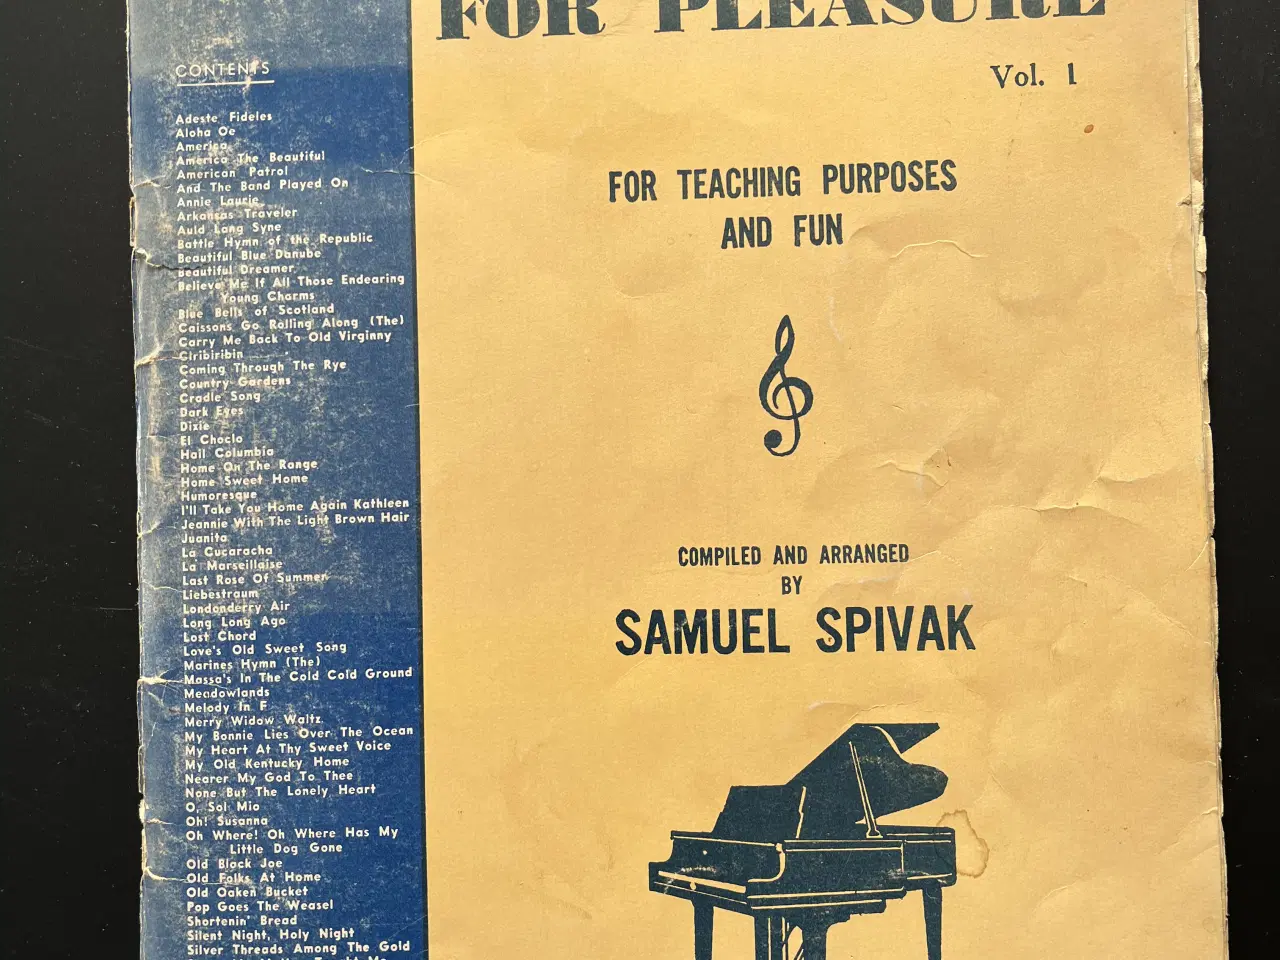 FOR PLEASURE
Vol. 1
CONTENTS
Adeste Fideles
Aloha Oe
America
America The Beautiful
American Patrol
And The Band Played On
Annie Laurie
Arkansas Traveler
Auld Lang Syne
Battle Hymn of the Republic
Beautiful Blue Danube
Beautiful Dreamer
Believe Me If All Those Endearing
Young Charms
Blue Bells of Scotland
Caissons Go Rolling Along (The)
Carry Me Back To Old Virginny
Ciribiribin
Coming Through The Rye
Country Gardens
Cradle Song
Dark Eyes
Dixie
El Choclo
Hail Columbia
Home On The Range
Home Sweet Home
Humoresque
I'll Take You Home Again Kathleen
Jeannie With The Light Brown Hair
Juanita
La Cucaracha
La Marseillaise
Last Rose Of Summer
Liebestraum
Londonderry Air
Long Long Ago
Lost Chord
Love's Old Sweet Song
Marines Hymn (The)
Massa's In The Cold Cold Ground
Meadowlands
Melody In F
Merry Widow Waltz
My Bonnie Lies Over The Ocean
My Heart At Thy Sweet Voice
My Old Kentucky Home
Nearer My God To Thee
None But The Lonely Heart
O, Sol Mio
Oh! Susanna
Oh Where! Oh Where Has My
Little Dog Gone
Old Black Joe
Old Folks At Home
Old Oaken Bucket
Pop Goes The Weasel
Shortenin' Bread
Silent Night, Holy Night
Silver Threads Among The Gold
FOR TEACHING PURPOSES
AND FUN
COMPILED AND ARRANGED
BY
SAMUEL SPIVAK